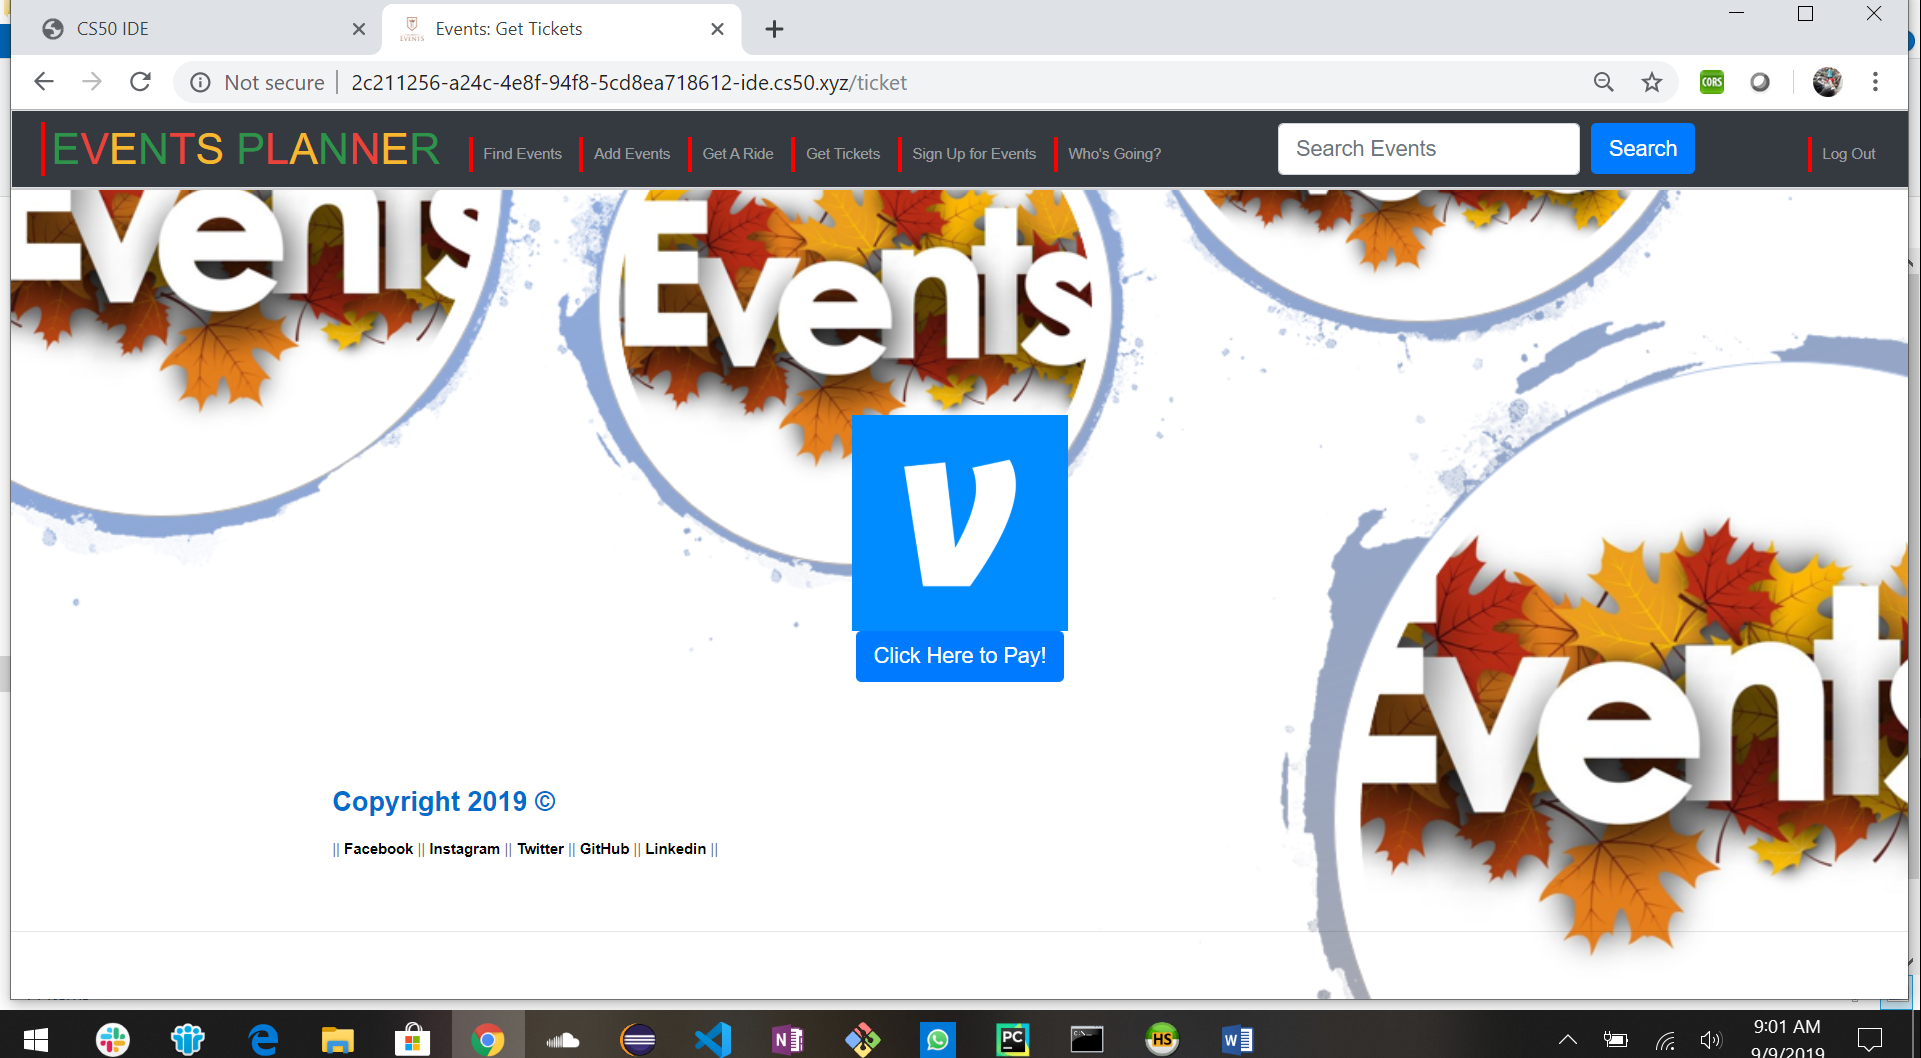 CS50 IDE
Events: Get Tickets
Not secure
2c211256-a24c-4e8f-94f8-5cd8ea718612-ide.cs50.xyz/ticket
CORS
EVENTS PLANNER
Find Events
Add Events
Get A Ride
Get Tickets
Sign Up for Events
Who's Going?
Search Events
Search
Log Out
Events
Events
Events
V
Click Here to Pay!
Copyright 2019 ©
|| Facebook || Instagram || Twitter || GitHub || Linkedin ||
N
PC
HS
W
9:01 AM
9/9/2019